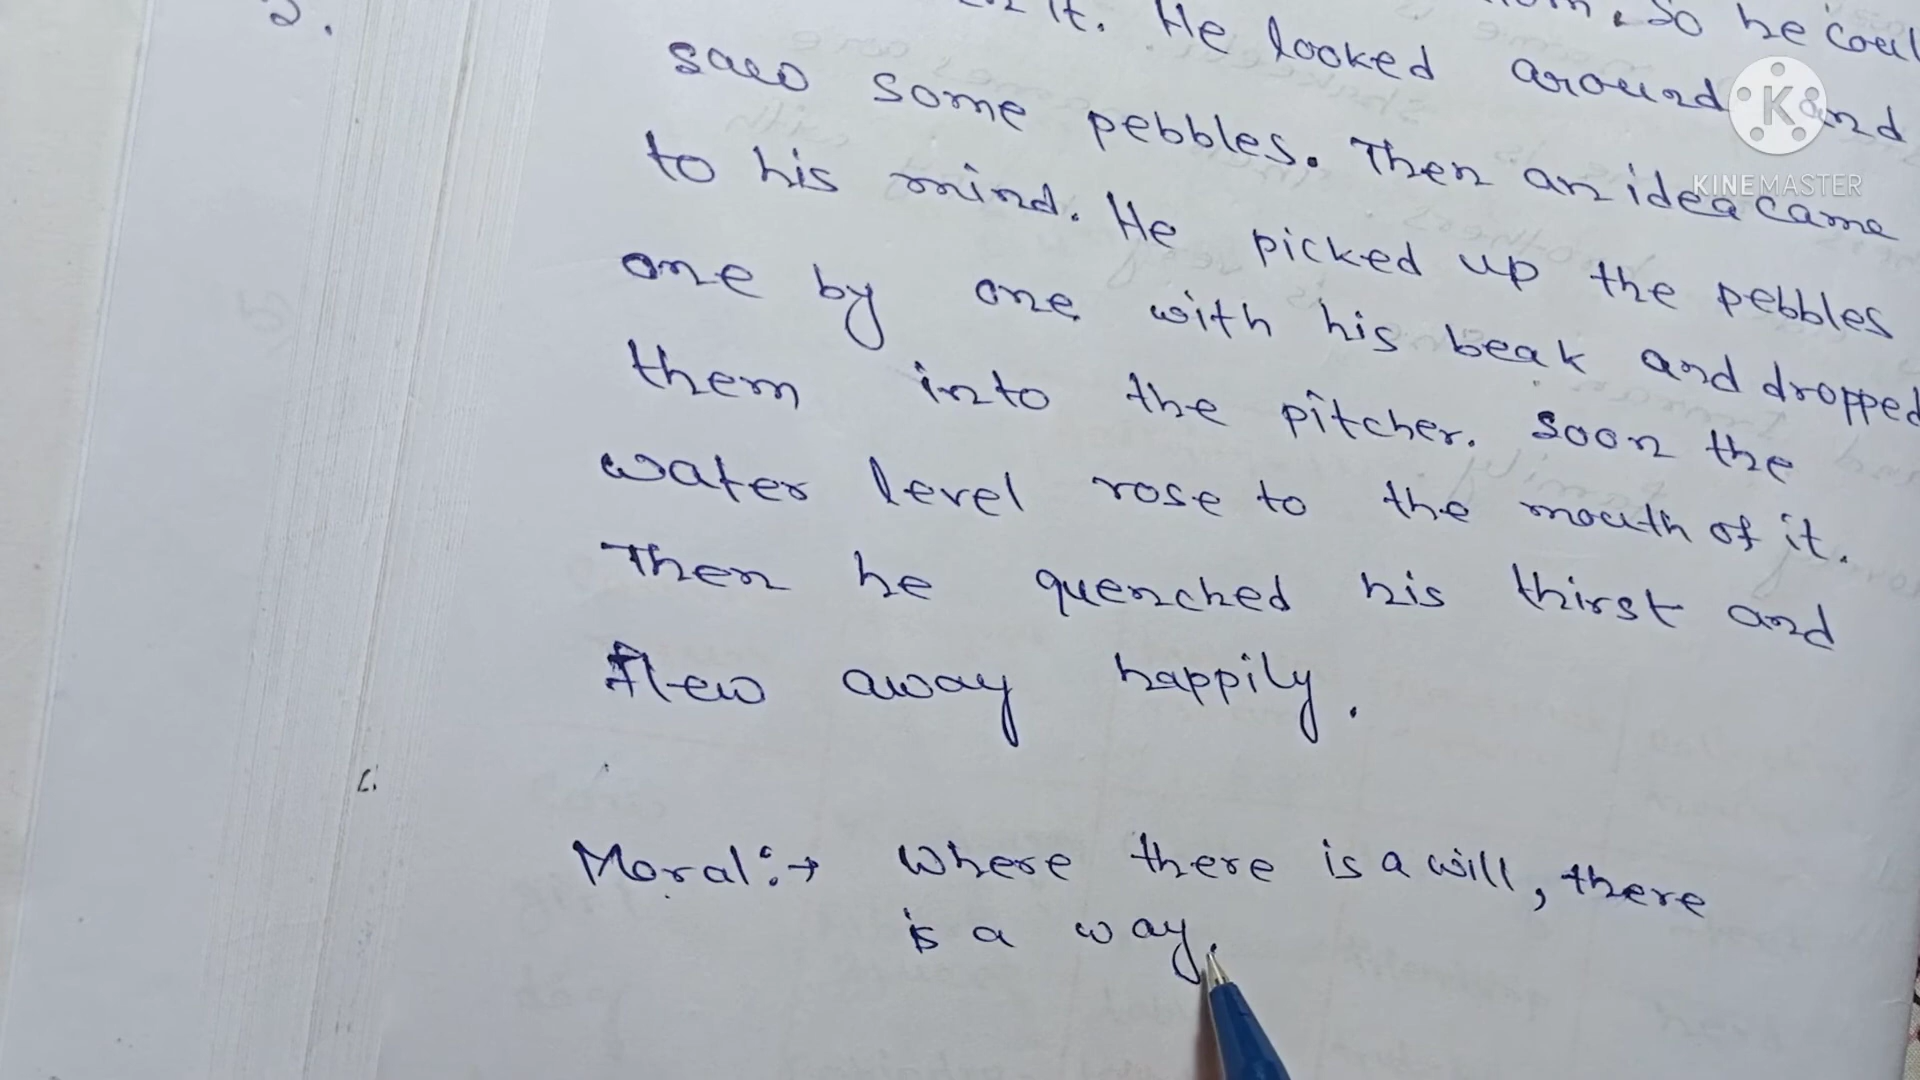 it. He looked around and
saw some pebbles. Then an idea came
to his mind. He picked up the pebbles
one by one with his beak and dropped
them into the pitcher. Soon the
water level rose to the mouth of it.
Then he quenched his thirst and
flew away happily.
Moral:→ Where there is a will, there
is a way.
KINEMASTER